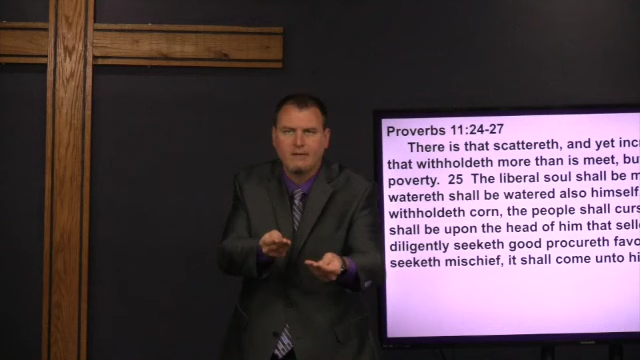 Proverbs 11:24-27
There is that scattereth, and yet inc
that withholdeth more than is meet, bu
poverty. 25 The liberal soul shall be m
watereth shall be watered also himself
withholdeth corn, the people shall curs
shall be upon the head of him that sell
diligently seeketh good procureth favo
seeketh mischief, it shall come unto hi